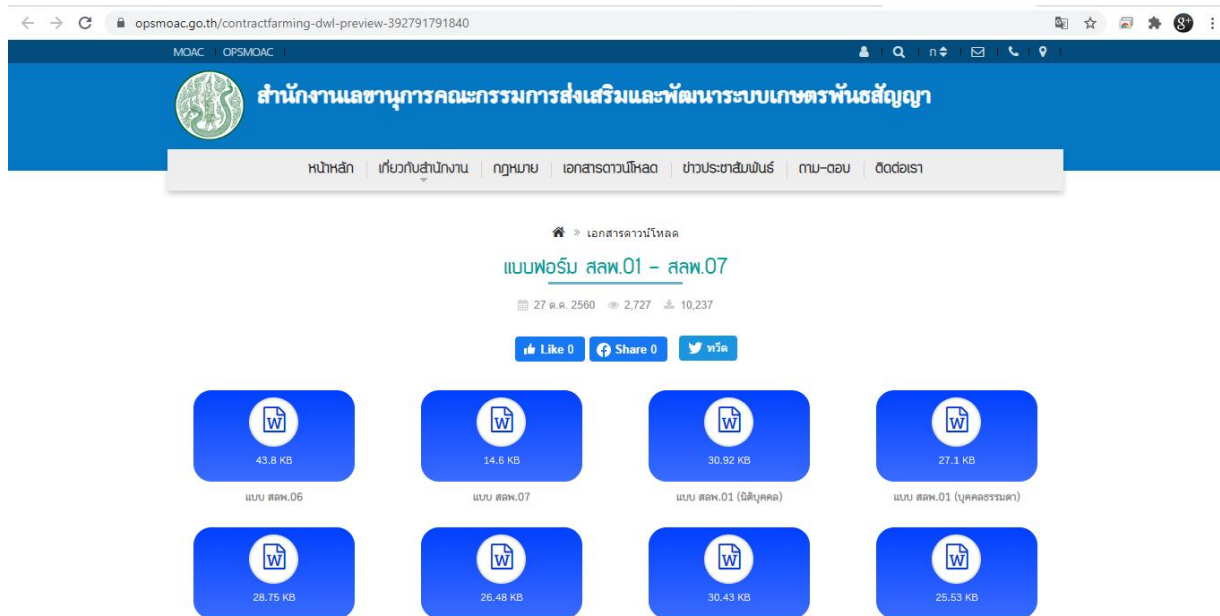 opsmoac.go.th/contractfarming-dwl-preview-392791791840
MOAC OPSMOAC
ก
สำนักงานเลขานุการคณะกรรมการส่งเสริมและพัฒนาระบบเกษตรพันธสัญญา
หน้าหลัก เกี่ยวกับสำนักงาน กฎหมาย เอกสารดาวน์โหลด ข่าวประชาสัมพันธ์ ถาม-ตอบ ติดต่อเรา
» เอกสารดาวน์โหลด
แบบฟอร์ม สลพ.01 – สลพ.07
27 ต.ค. 2560 2,727 10,237
Like 0 Share 0 ทวีต
43.8 KB 14.6 KB 30.92 KB 27.1 KB
แบบ สลพ.06 แบบ สลพ.07 แบบ สลพ.01 (นิติบุคคล) แบบ สลพ.01 (บุคคลธรรมดา)
28.75 KB 26.48 KB 30.43 KB 25.53 KB